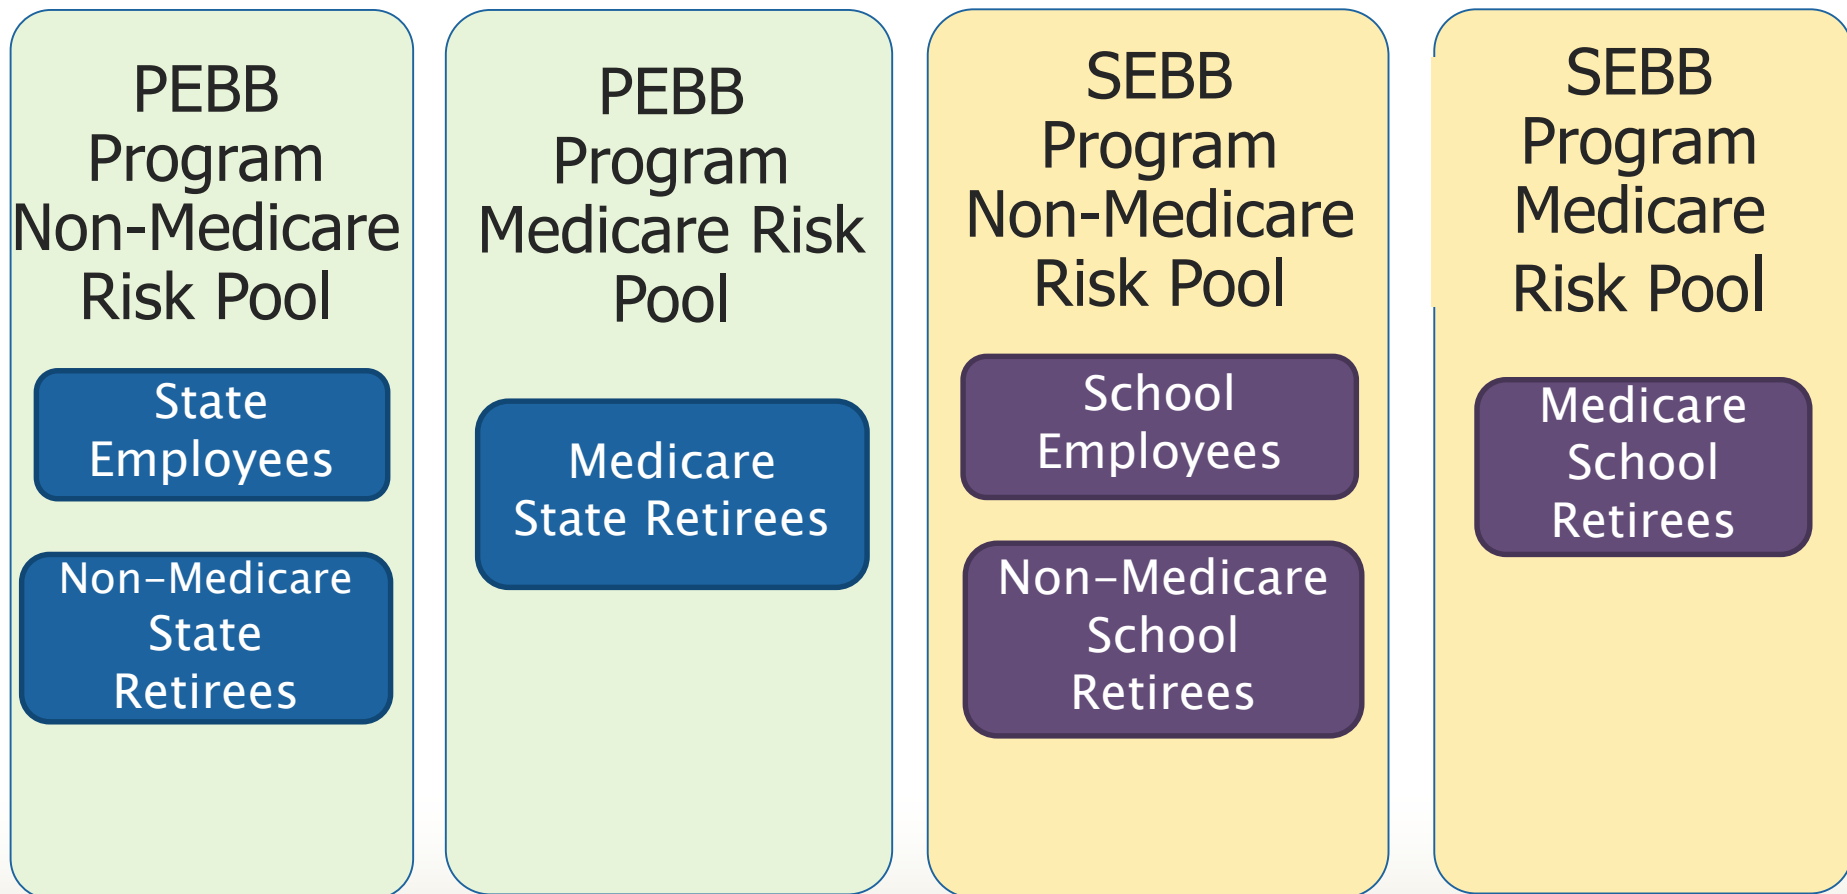 PEBB
Program
Non-Medicare
Risk Pool
State
Employees
Non-Medicare
State
Retirees
PEBB
Program
Medicare Risk
Pool
Medicare
State Retirees
SEBB
Program
Non-Medicare
Risk Pool
School
Employees
Non-Medicare
School
Retirees
SEBB
Program
Medicare
Risk Pool
Medicare
School
Retirees